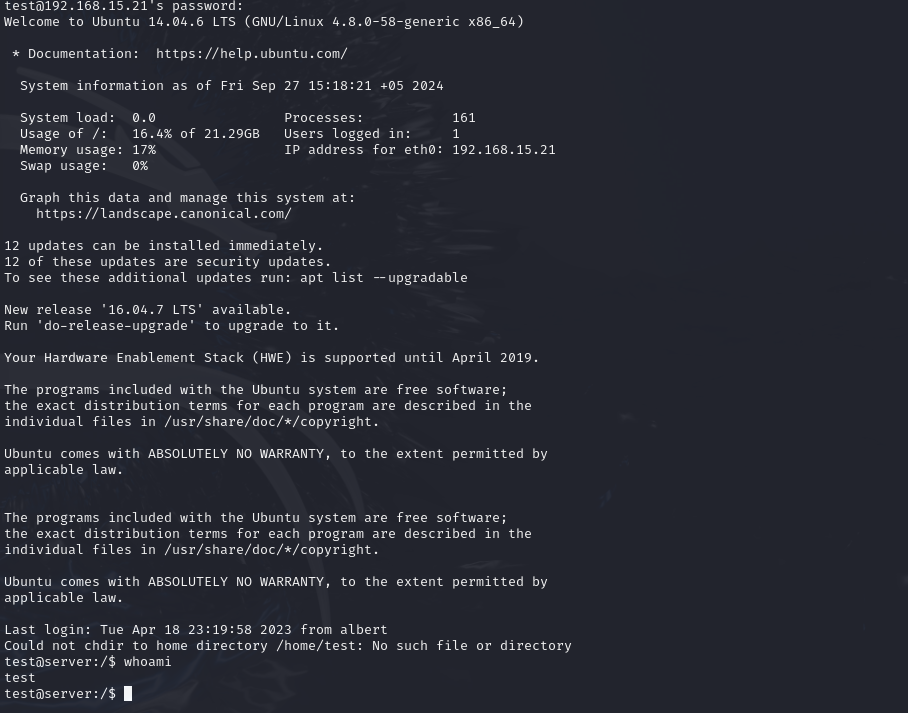 test@192.168.15.21's password:
Welcome to Ubuntu 14.04.6 LTS (GNU/Linux 4.8.0-58-generic x86_64)
* Documentation:  https://help.ubuntu.com/
System information as of Fri Sep 27 15:18:21 +05 2024
System load:  0.0                Processes:           161
Usage of /:   16.4% of 21.29GB   Users logged in:     1
Memory usage: 17%                IP address for eth0: 192.168.15.21
Swap usage:   0%
Graph this data and manage this system at:
https://landscape.canonical.com/
12 updates can be installed immediately.
12 of these updates are security updates.
To see these additional updates run: apt list --upgradable
New release '16.04.7 LTS' available.
Run 'do-release-upgrade' to upgrade to it.
Your Hardware Enablement Stack (HWE) is supported until April 2019.
The programs included with the Ubuntu system are free software;
the exact distribution terms for each program are described in the
individual files in /usr/share/doc/*/copyright.
Ubuntu comes with ABSOLUTELY NO WARRANTY, to the extent permitted by
applicable law.
The programs included with the Ubuntu system are free software;
the exact distribution terms for each program are described in the
individual files in /usr/share/doc/*/copyright.
Ubuntu comes with ABSOLUTELY NO WARRANTY, to the extent permitted by
applicable law.
Last login: Tue Apr 18 23:19:58 2023 from albert
Could not chdir to home directory /home/test: No such file or directory
test@server:/$ whoami
test
test@server:/$